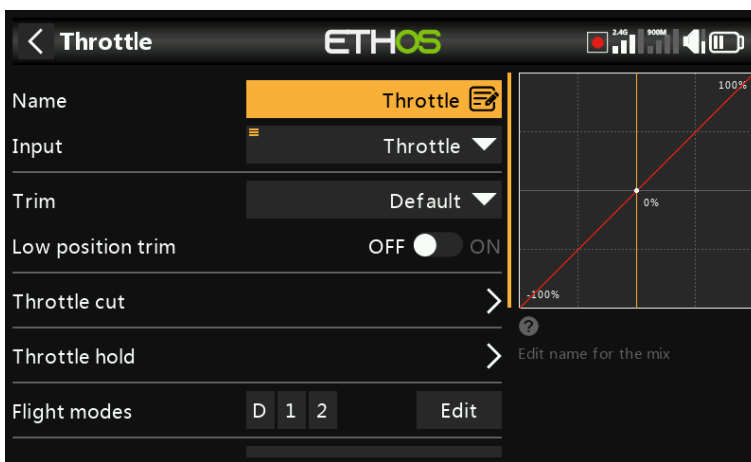 Throttle ETHOS 2.4G 900M
Name Throttle
100%
Input Throttle
Trim Default
0%
Low position trim OFF ON
Throttle cut
-100%
Throttle hold
? Edit name for the mix
Flight modes D 1 2 Edit